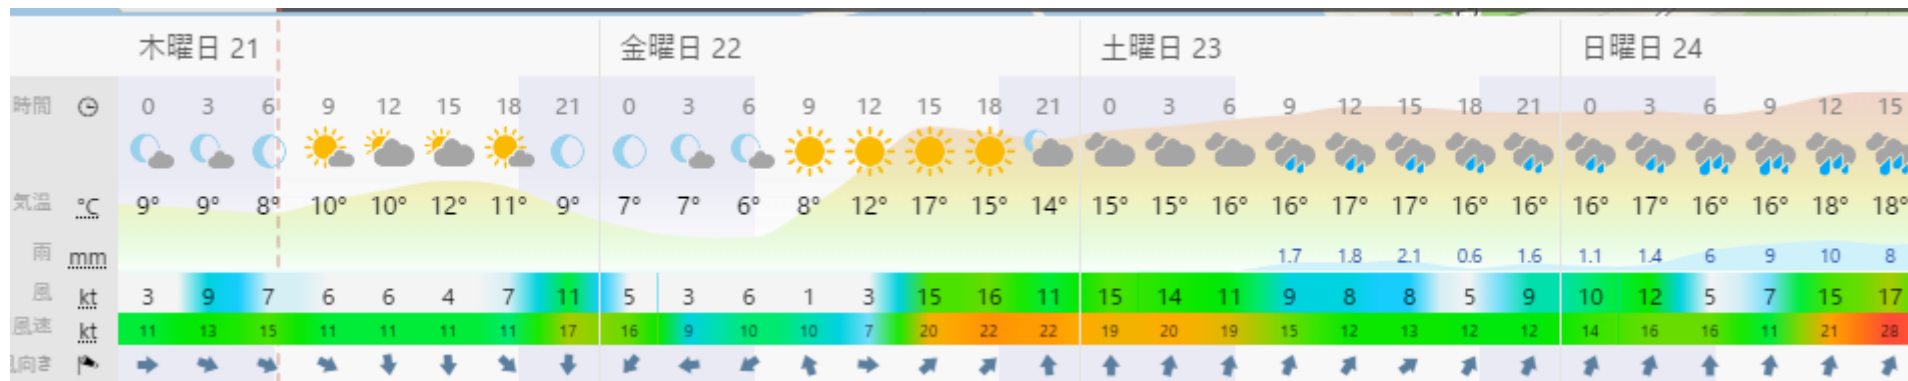 木曜日 21 金曜日 22 土曜日 23 日曜日 24
時間 0 3 6 9 12 15 18 21 0 3 6 9 12 15 18 21 0 3 6 9 12 15 18 21 0 3 6 9 12 15
気温 °C 9° 9° 8° 10° 10° 12° 11° 9° 7° 7° 6° 8° 12° 17° 15° 14° 15° 15° 16° 16° 17° 17° 16° 16° 16° 17° 16° 16° 18° 18°
雨 mm 1.7 1.8 2.1 0.6 1.6 1.1 1.4 6 9 10 8
風 kt 3 9 7 6 6 4 7 11 5 3 6 1 3 15 16 11 15 14 11 9 8 8 5 9 10 12 5 7 15 17
風速 kt 11 13 15 11 11 11 11 17 16 9 10 10 7 20 22 22 19 20 19 15 12 13 12 12 14 16 16 11 21 28
向き